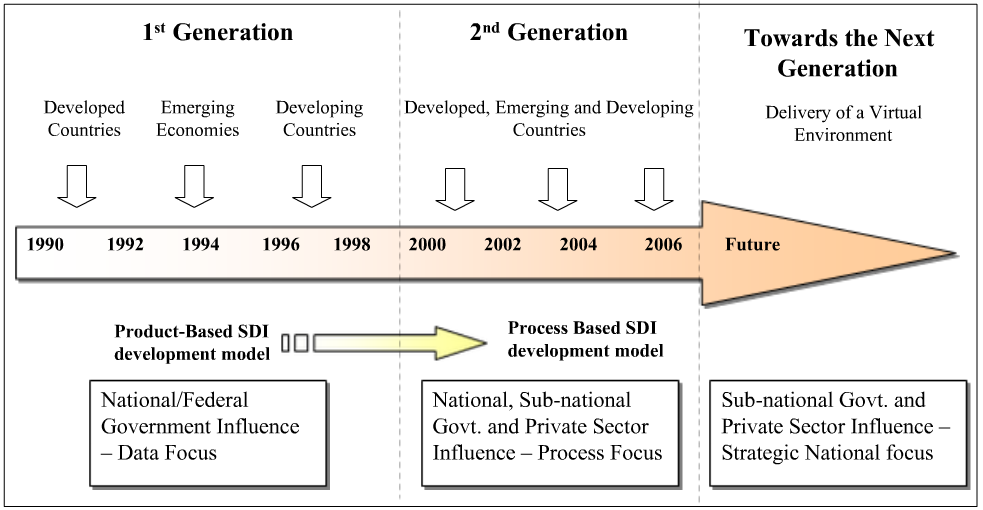 1st Generation
2nd Generation
Towards the Next
Generation
Developed
Countries
Emerging
Economies
Developing
Countries
Developed, Emerging and Developing
Countries
Delivery of a Virtual
Environment
1990 1992 1994 1996 1998 2000 2002 2004 2006 Future
Product-Based SDI
development model
Process Based SDI
development model
National/Federal
Government Influence
– Data Focus
National, Sub-national
Govt. and Private Sector
Influence – Process Focus
Sub-national Govt. and
Private Sector Influence –
Strategic National focus